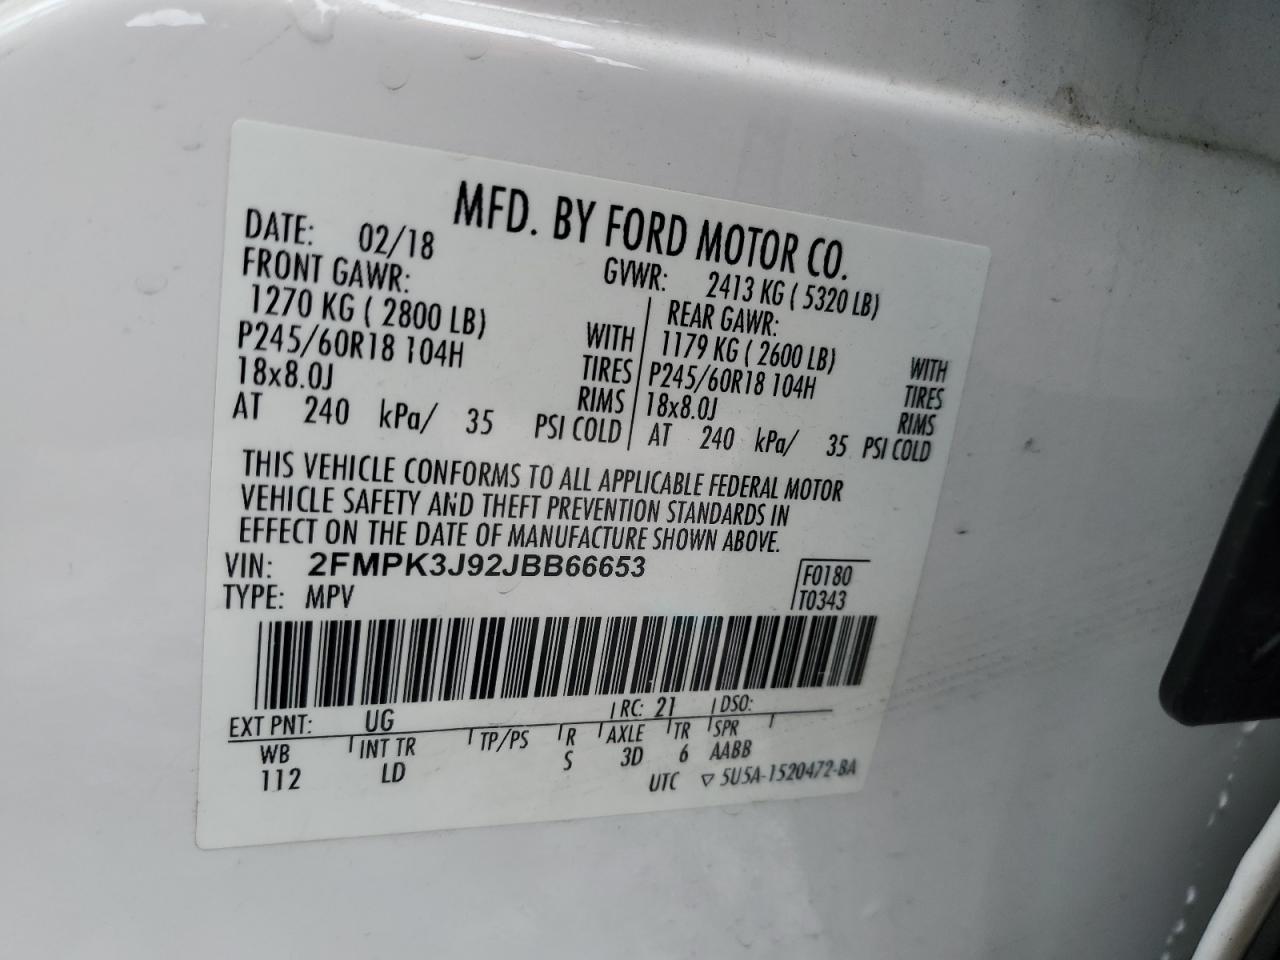 MFD. BY FORD MOTOR CO.
DATE: 02/18 GVWR: 2413 KG ( 5320 LB)
FRONT GAWR: REAR GAWR:
1270 KG ( 2800 LB) WITH 1179 KG ( 2600 LB) WITH
P245/60R18 104H TIRES P245/60R18 104H TIRES
18x8.0J RIMS 18x8.0J RIMS
AT 240 kPa/ 35 PSI COLD AT 240 kPa/ 35 PSI COLD
THIS VEHICLE CONFORMS TO ALL APPLICABLE FEDERAL MOTOR
VEHICLE SAFETY AND THEFT PREVENTION STANDARDS IN
EFFECT ON THE DATE OF MANUFACTURE SHOWN ABOVE.
VIN: 2FMPK3J92JBB66653 F0180
TYPE: MPV T0343
EXT PNT: UG RC: 21 DSO:
WB INT TR TP/PS R AXLE TR SPR
112 LD S 3D 6 AABB
UTC ▽ 5U5A-1520472-BA